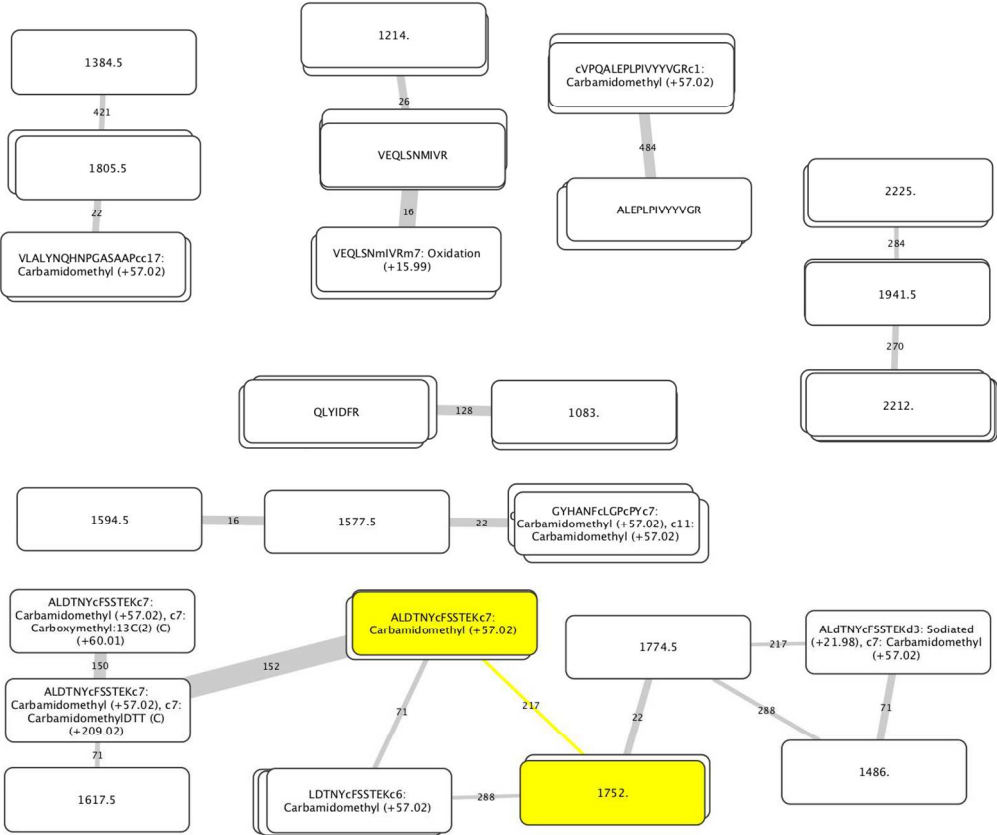 1214.
1384.5
cVPQALEPLPIVYYVGRc1:
Carbamidomethyl (+57.02)
421
26
484
1805.5
VEQLSNMIVR
2225.
22
16
ALEPLPIVYYVGR
284
VLALYNQHNPGASAAPcc17:
Carbamidomethyl (+57.02)
VEQLSNmIVRm7: Oxidation
(+15.99)
1941.5
270
QLYIDFR
128
1083.
2212.
1594.5
16
1577.5
22
GYHANFcLGPcPYc7:
Carbamidomethyl (+57.02), c11:
Carbamidomethyl (+57.02)
ALDTNYcFSSTEKc7:
Carbamidomethyl (+57.02), c7:
Carboxymethyl:13C(2) (C)
(+60.01)
ALDTNYcFSSTEKc7:
Carbamidomethyl (+57.02)
1774.5
217
ALdTNYcFSSTEKd3: Sodiated
(+21.98), c7: Carbamidomethyl
(+57.02)
150
152
ALDTNYcFSSTEKc7:
Carbamidomethyl (+57.02), c7:
CarbamidomethylDTT (C)
(+209.02)
71
217
22
288
71
71
1617.5
LDTNYcFSSTEKc6:
Carbamidomethyl (+57.02)
288
1752.
1486.